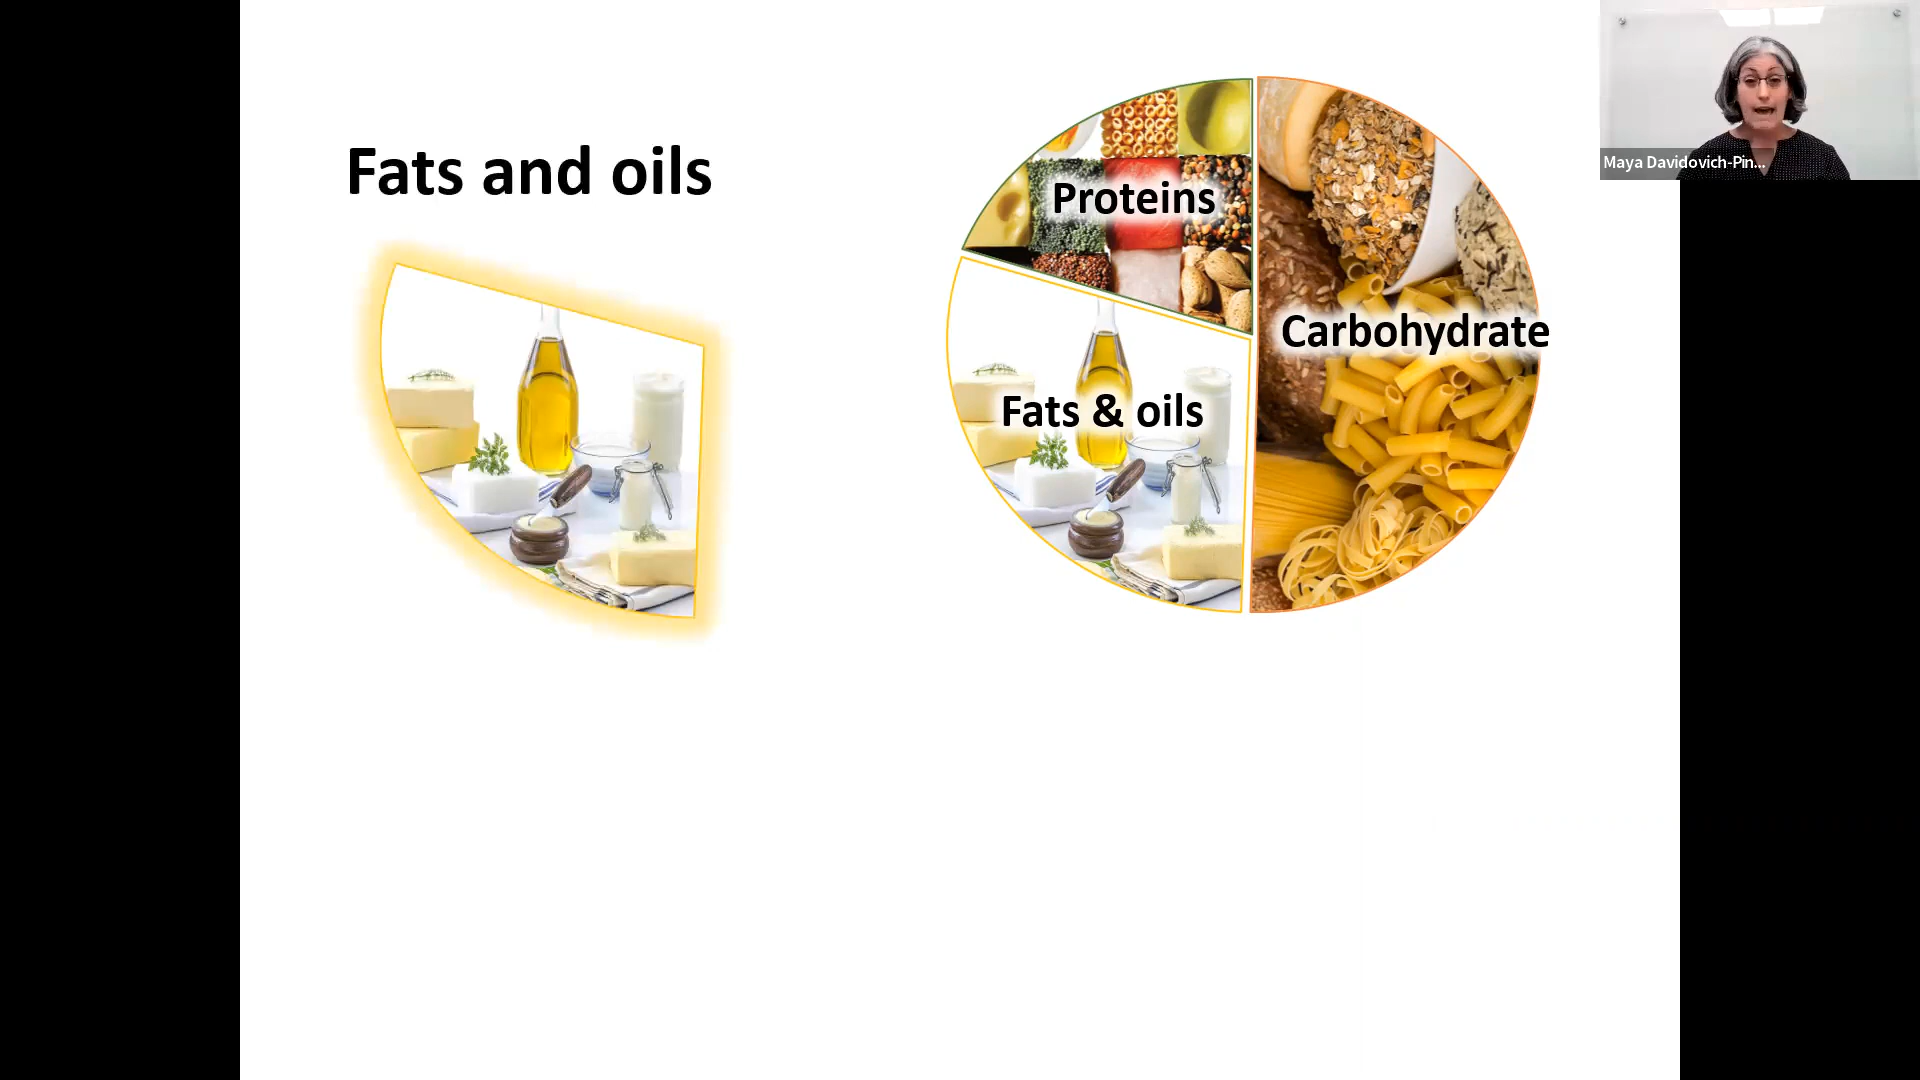 Fats and oils
Proteins
Carbohydrate
Fats & oils
Maya Davidovich-Pin...